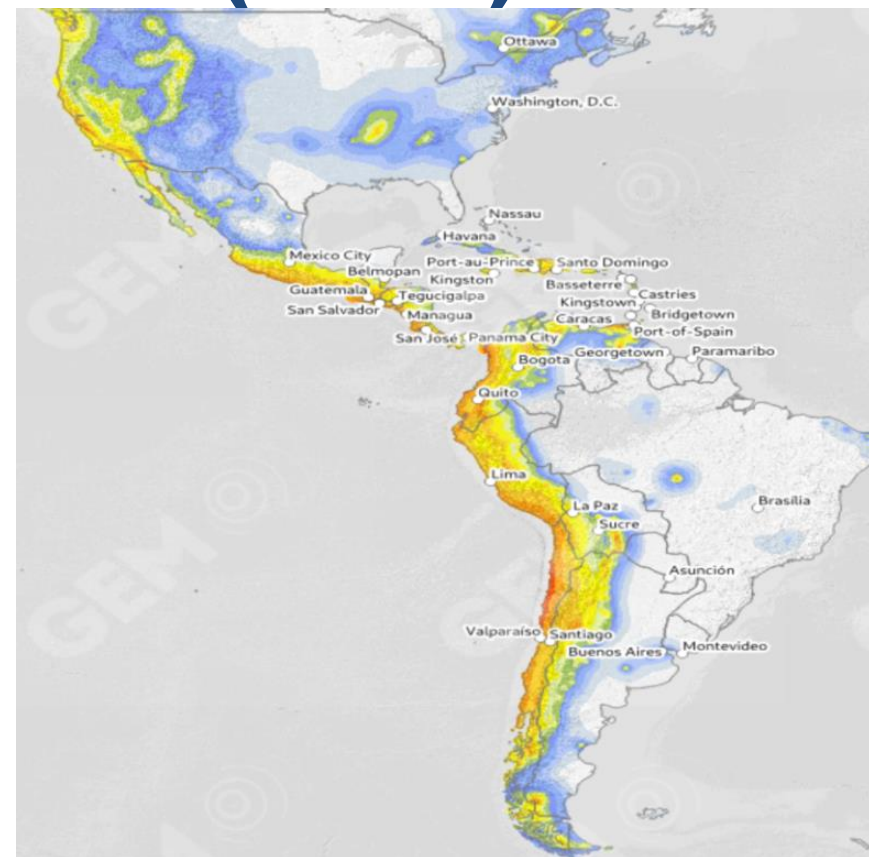 Ottawa
Washington, D.C.
Nassau
Havana
Mexico City
Port-au-Prince
Santo Domingo
Belmopan
Kingston
Basseterre
Guatemala
Tegucigalpa
Castries
Kingstown
San Salvador
Managua
Caracas
Bridgetown
Port-of-Spain
San José
Panama City
Georgetown
Paramaribo
Bogota
Quito
Lima
Brasília
La Paz
Sucre
Asunción
Valparaíso
Santiago
Buenos Aires
Montevideo
GEM
GEM
GEM
GEM